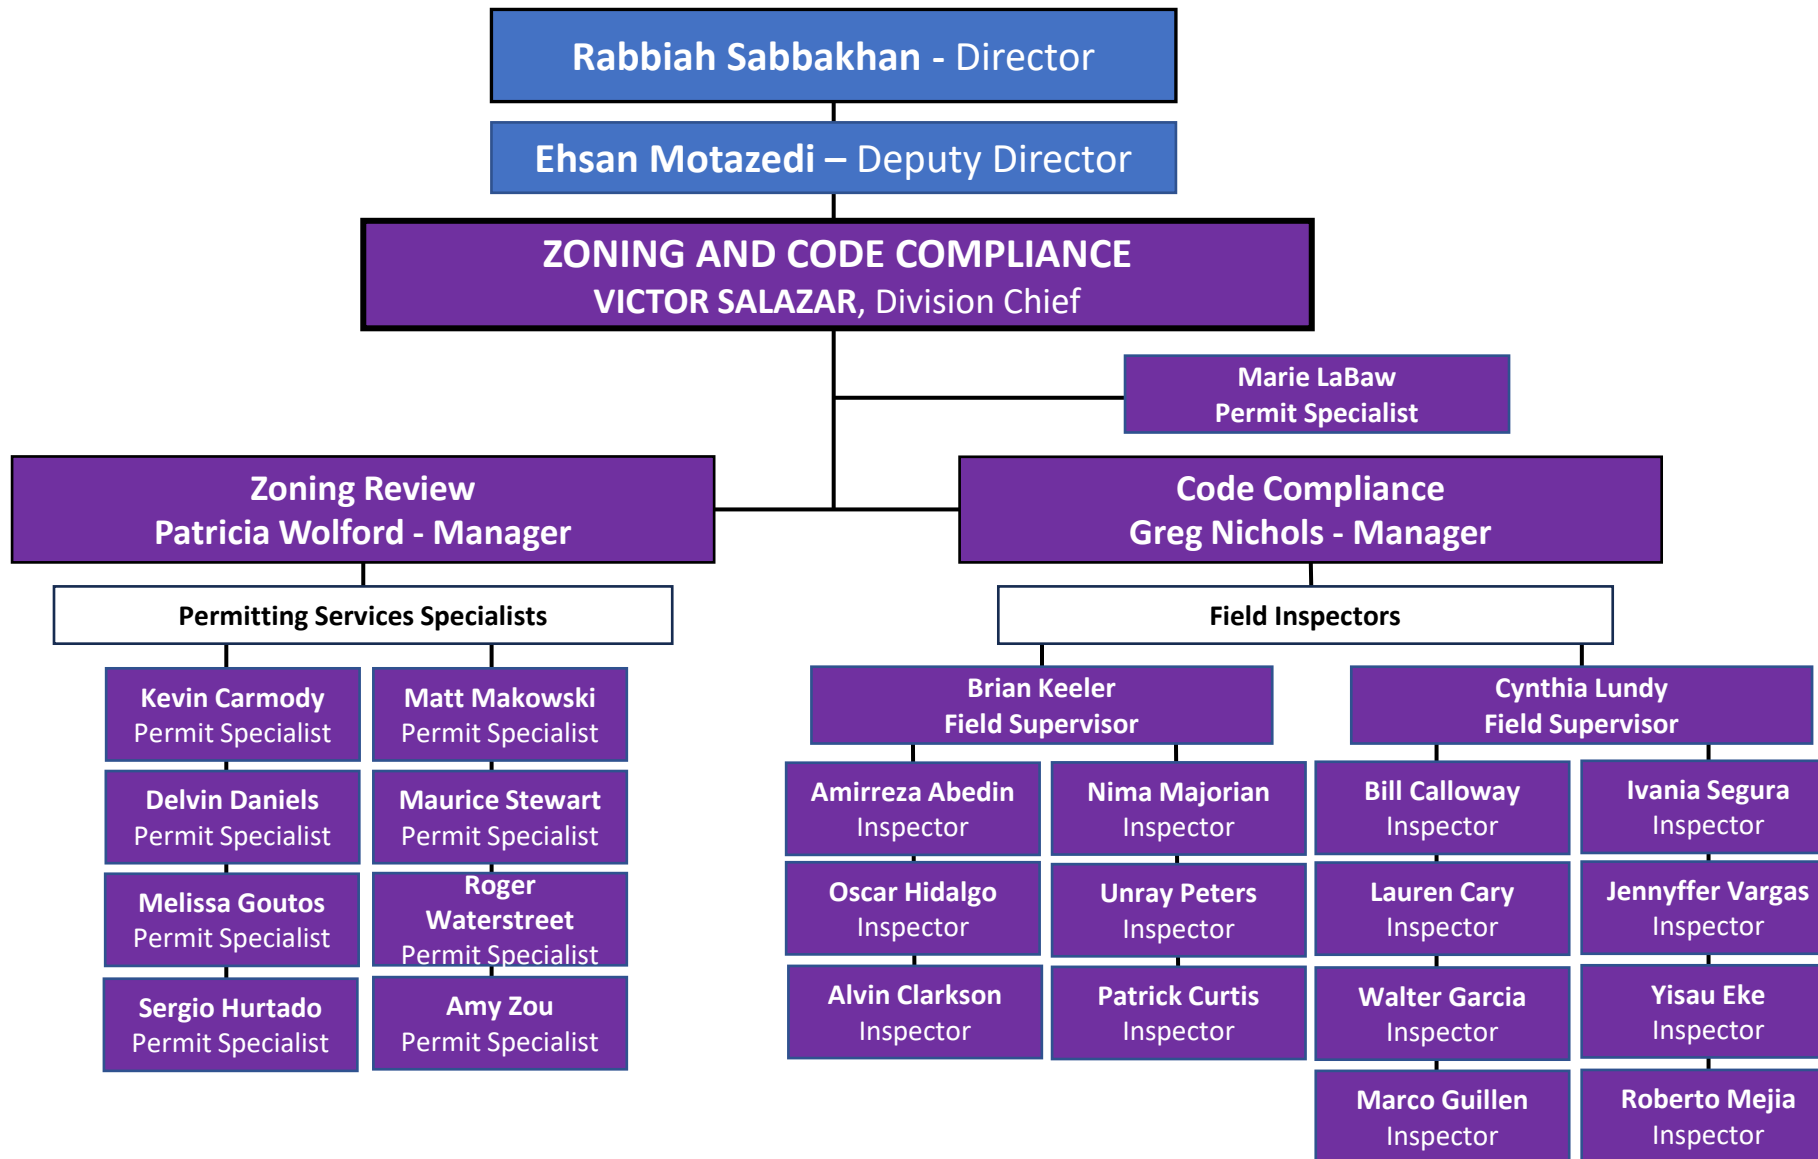 Rabbiah Sabbakhan - Director
Ehsan Motazedi – Deputy Director
ZONING AND CODE COMPLIANCE
VICTOR SALAZAR, Division Chief
Marie LaBaw
Permit Specialist
Zoning Review
Patricia Wolford - Manager
Code Compliance
Greg Nichols - Manager
Permitting Services Specialists
Kevin Carmody
Permit Specialist
Matt Makowski
Permit Specialist
Delvin Daniels
Permit Specialist
Maurice Stewart
Permit Specialist
Melissa Goutos
Permit Specialist
Roger
Waterstreet
Permit Specialist
Sergio Hurtado
Permit Specialist
Amy Zou
Permit Specialist
Field Inspectors
Brian Keeler
Field Supervisor
Amirreza Abedin
Inspector
Nima Majorian
Inspector
Oscar Hidalgo
Inspector
Unray Peters
Inspector
Alvin Clarkson
Inspector
Patrick Curtis
Inspector
Cynthia Lundy
Field Supervisor
Bill Calloway
Inspector
Ivania Segura
Inspector
Lauren Cary
Inspector
Jennyffer Vargas
Inspector
Walter Garcia
Inspector
Yisau Eke
Inspector
Marco Guillen
Inspector
Roberto Mejia
Inspector